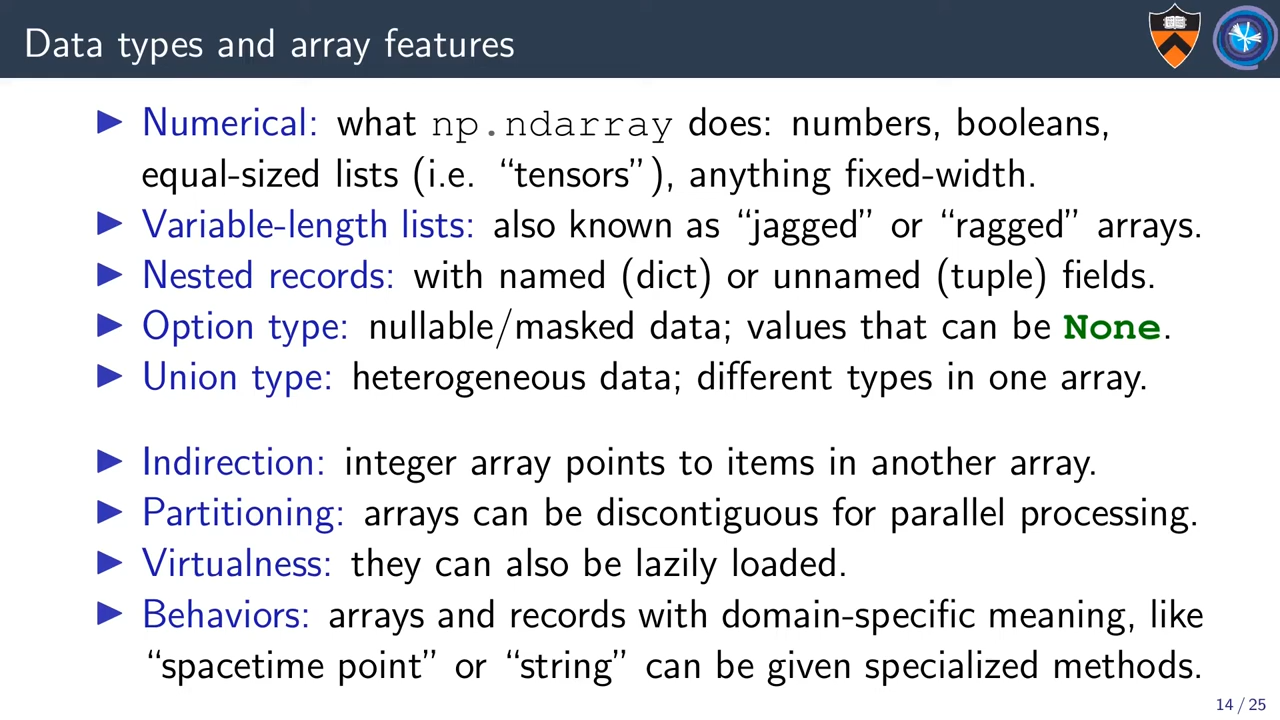 Data types and array features
▶ Numerical: what np.ndarray does: numbers, booleans,
equal-sized lists (i.e. “tensors”), anything fixed-width.
▶ Variable-length lists: also known as “jagged” or “ragged” arrays.
▶ Nested records: with named (dict) or unnamed (tuple) fields.
▶ Option type: nullable/masked data; values that can be None.
▶ Union type: heterogeneous data; different types in one array.
▶ Indirection: integer array points to items in another array.
▶ Partitioning: arrays can be discontiguous for parallel processing.
▶ Virtualness: they can also be lazily loaded.
▶ Behaviors: arrays and records with domain-specific meaning, like
“spacetime point” or “string” can be given specialized methods.
14 / 25